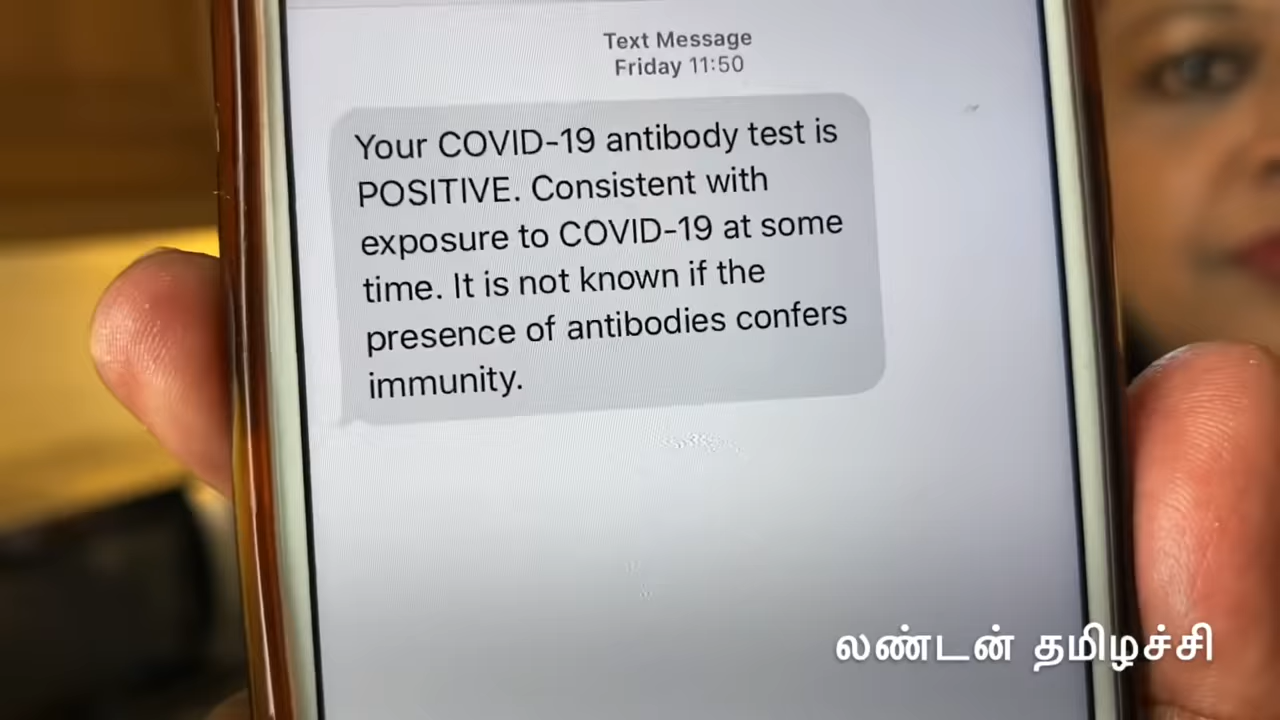 Text Message
Friday 11:50
Your COVID-19 antibody test is
POSITIVE. Consistent with
exposure to COVID-19 at some
time. It is not known if the
presence of antibodies confers
immunity.
லண்டன் தமிழச்சி